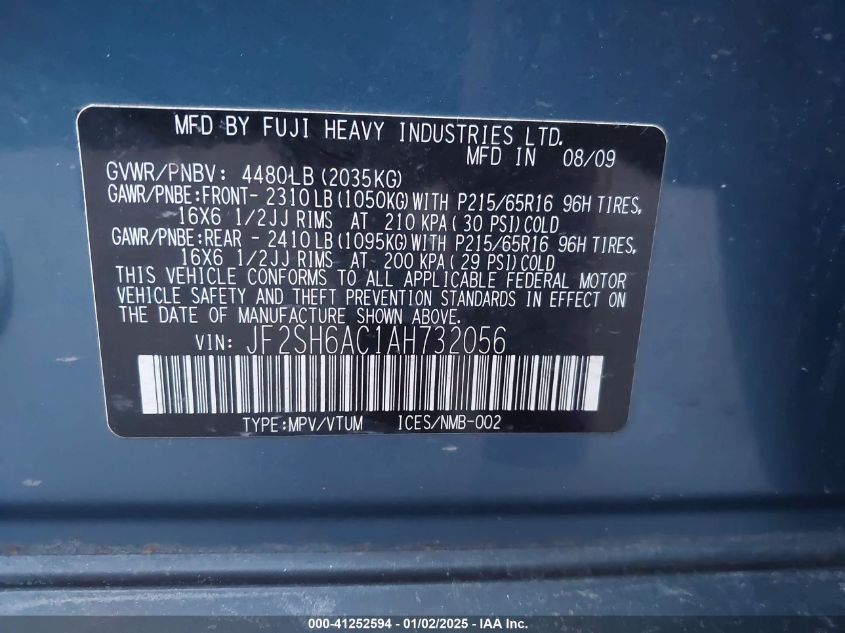 MFD BY FUJI HEAVY INDUSTRIES LTD.
MFD IN 08/09
GVWR/PNBV: 4480LB (2035KG)
GAWR/PNBE:FRONT- 2310LB(1050KG)WITH P215/65R16 96H TIRES,
16X6 1/2JJ RIMS AT 210 KPA( 30 PSI)COLD
GAWR/PNBE:REAR - 2410LB(1095KG)WITH P215/65R16 96H TIRES,
16X6 1/2JJ RIMS AT 200 KPA( 29 PSI)COLD
THIS VEHICLE CONFORMS TO ALL APPLICABLE FEDERAL MOTOR
VEHICLE SAFETY AND THEFT PREVENTION STANDARDS IN EFFECT ON
THE DATE OF MANUFACTURE SHOWN ABOVE.
VIN: JF2SH6AC1AH732056
TYPE:MPV/VTUM ICES/NMB-002
000-41252594 - 01/02/2025 - IAA Inc.